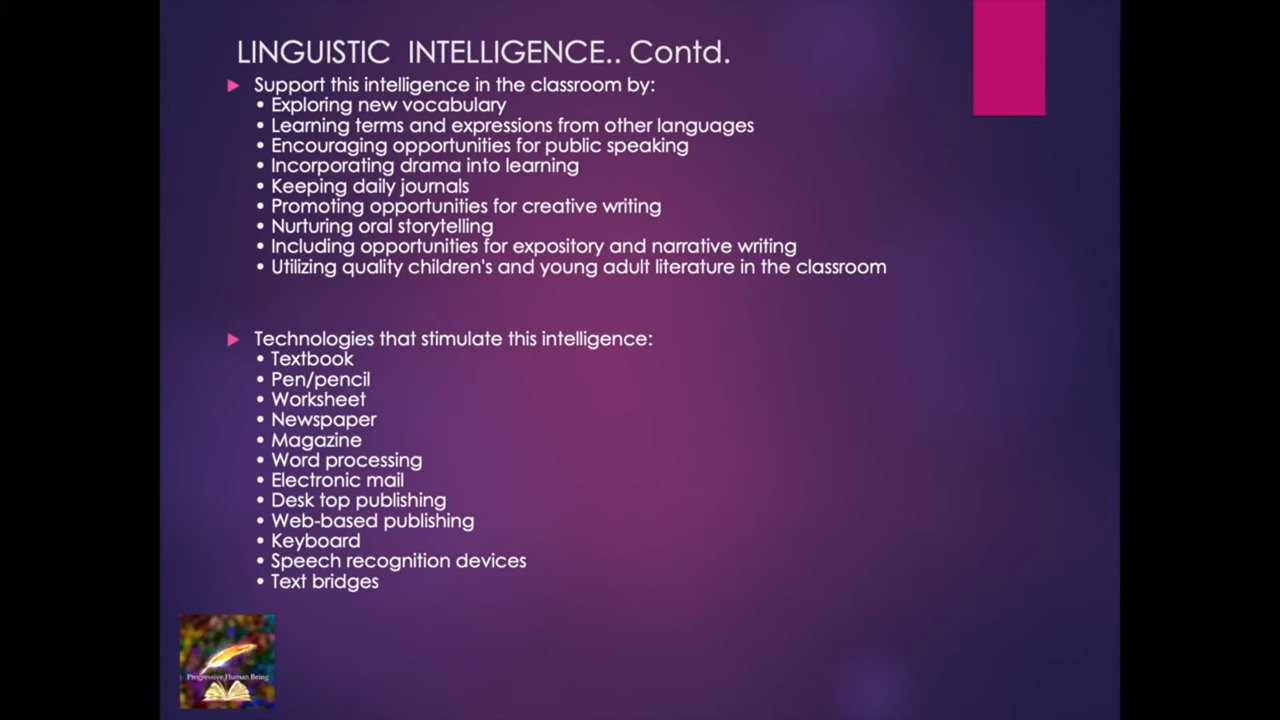 LINGUISTIC INTELLIGENCE.. Contd.
Support this intelligence in the classroom by:
• Exploring new vocabulary
• Learning terms and expressions from other languages
• Encouraging opportunities for public speaking
• Incorporating drama into learning
• Keeping daily journals
• Promoting opportunities for creative writing
• Nurturing oral storytelling
• Including opportunities for expository and narrative writing
• Utilizing quality children's and young adult literature in the classroom
Technologies that stimulate this intelligence:
• Textbook
• Pen/pencil
• Worksheet
• Newspaper
• Magazine
• Word processing
• Electronic mail
• Desk top publishing
• Web-based publishing
• Keyboard
• Speech recognition devices
• Text bridges
Progressive Human Being